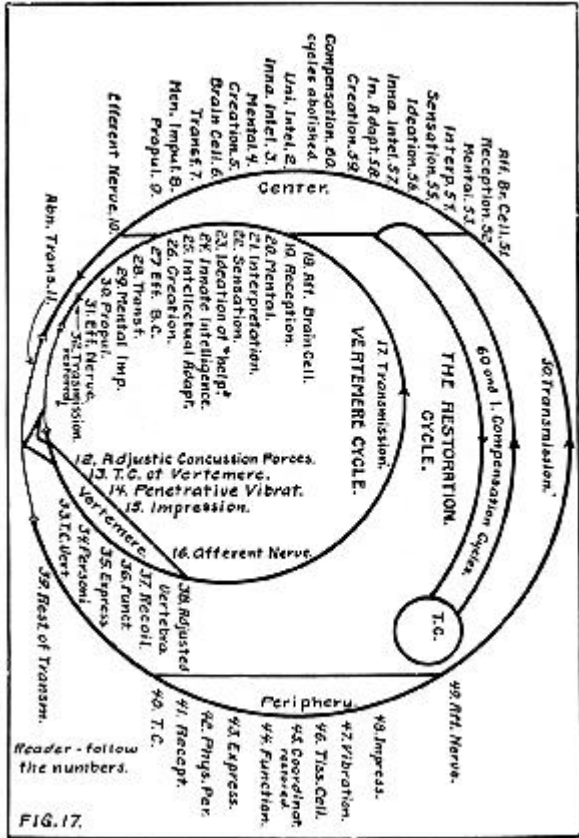 Aff. Br. Cell. 51
Reception. 52.
Mental. 53.
Interp. 54.
Sensation. 55.
Ideation. 56.
Inna. Intel. 57.
In. Adapt. 58.
Creation. 59.
Compensation. 60.
cycles abolished.
Uni. Intel. 2.
Inna. Intel. 3.
Mental. 4.
Creation. 5.
Brain Cell. 6.
Transf. 7.
Men. Impul. 8.
Propul. 9.
Efferent Nerve. 10.
Abn. Trans. 11.
Center.
18. Aff. Brain Cell.
19. Reception.
20. Mental.
21. Interpretation.
22. Sensation.
23. Ideation of "help"
24. Innate Intelligence.
25. Intellectual Adapt.
26. Creation.
27. Eff. B.C.
28. Transf.
29. Mental Imp.
30. Propul.
31. Eff. Nerve.
32. Transmission.
restored.
17. Transmission.
VERTEMERE CYCLE.
THE RESTORATION
CYCLE.
60 and 1. Compensation Cycles.
50. Transmission.
T.C.
12. Adjustic Concussion Forces.
13. T.C. of Vertemere.
14. Penetrative Vibrat.
15. Impression.
16. Afferent Nerve.
Vertemere.
33. T.C. Vert
34. Personi
35. Express.
36. Funct
37. Recoil.
38. Adjusted
Vertebra.
39. Rest. of Transm.
Periphery.
40. T.C.
41. Recept.
42. Phys. Per.
43. Express.
44. Function.
45. Coordinat.
restored.
46. Tiss. Cell.
47. Vibration.
48. Impress.
49. Aff. Nerve.
Reader - follow
the numbers.
FIG. 17.